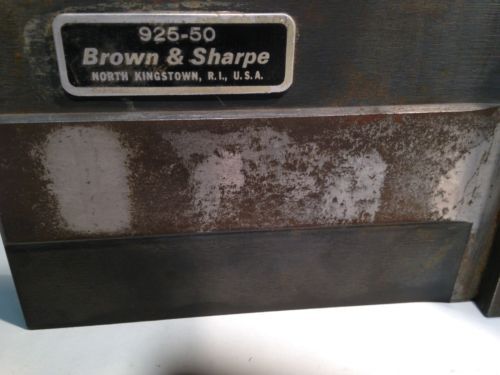 925-50
Brown & Sharpe
NORTH KINGSTOWN, R.I., U.S.A.